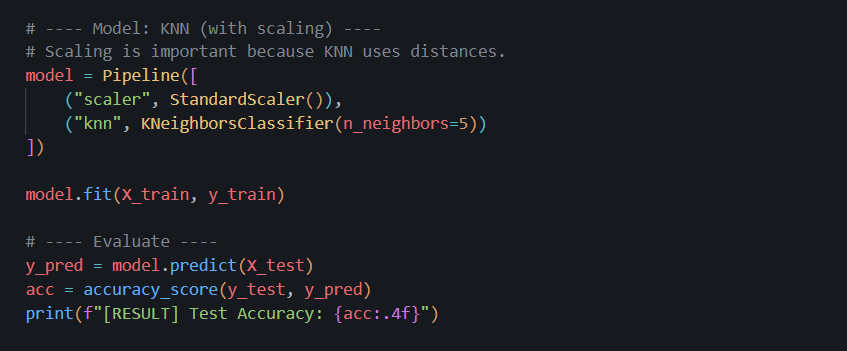 # ---- Model: KNN (with scaling) ----
# Scaling is important because KNN uses distances.
model = Pipeline([
    ("scaler", StandardScaler()),
    ("knn", KNeighborsClassifier(n_neighbors=5))
])

model.fit(X_train, y_train)

# ---- Evaluate ----
y_pred = model.predict(X_test)
acc = accuracy_score(y_test, y_pred)
print(f"[RESULT] Test Accuracy: {acc:.4f}")